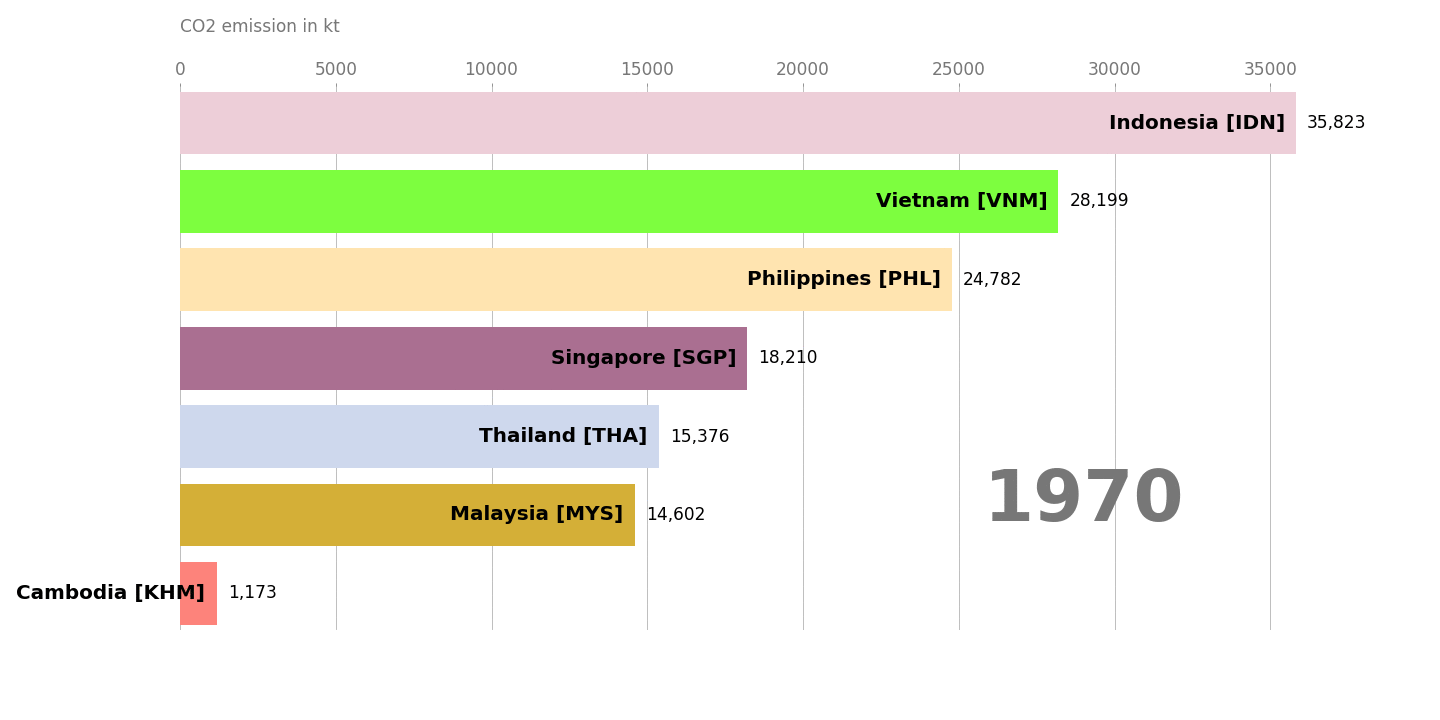 CO2 emission in kt
0 5000 10000 15000 20000 25000 30000 35000
Indonesia [IDN] 35,823
Vietnam [VNM] 28,199
Philippines [PHL] 24,782
Singapore [SGP] 18,210
Thailand [THA] 15,376
1970
Malaysia [MYS] 14,602
Cambodia [KHM] 1,173